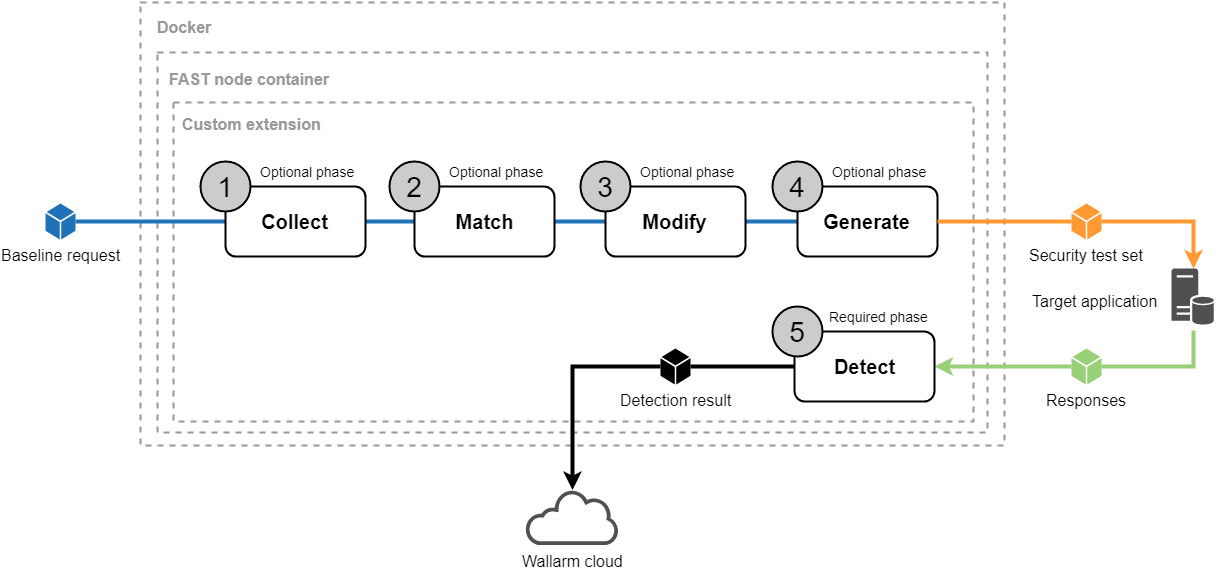 Docker
FAST node container
Custom extension
1
Optional phase
Collect
2
Optional phase
Match
3
Optional phase
Modify
4
Optional phase
Generate
Baseline request
Security test set
Target application
5
Required phase
Detect
Detection result
Responses
Wallarm cloud